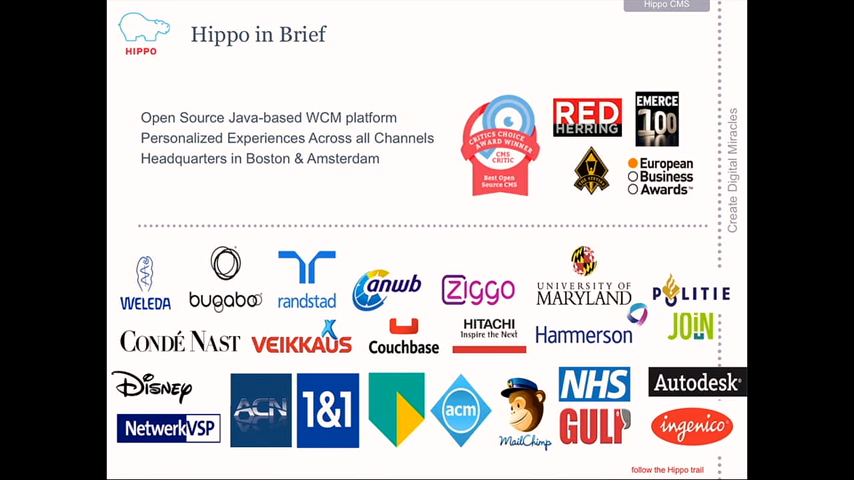 Hippo CMS
HIPPO
Hippo in Brief
Open Source Java-based WCM platform
Personalized Experiences Across all Channels
Headquarters in Boston & Amsterdam
CRITICS CHOICE
AWARD WINNER
CMS
CRITIC
Best Open
Source CMS
RED
HERRING
EMERCE
100
European
Business
Awards™
Create Digital Miracles
WELEDA
bugaboo
randstad
anwb
ziggo
UNIVERSITY OF
MARYLAND
POLITIE
CONDÉ NAST
VEIKKAUS
Couchbase
HITACHI
Inspire the Next
Hammerson
JOIN
DISNEY
NetwerkVSP
ACN
1&1
acm
MailChimp
NHS
GULP
Autodesk®
ingenico
follow the Hippo trail